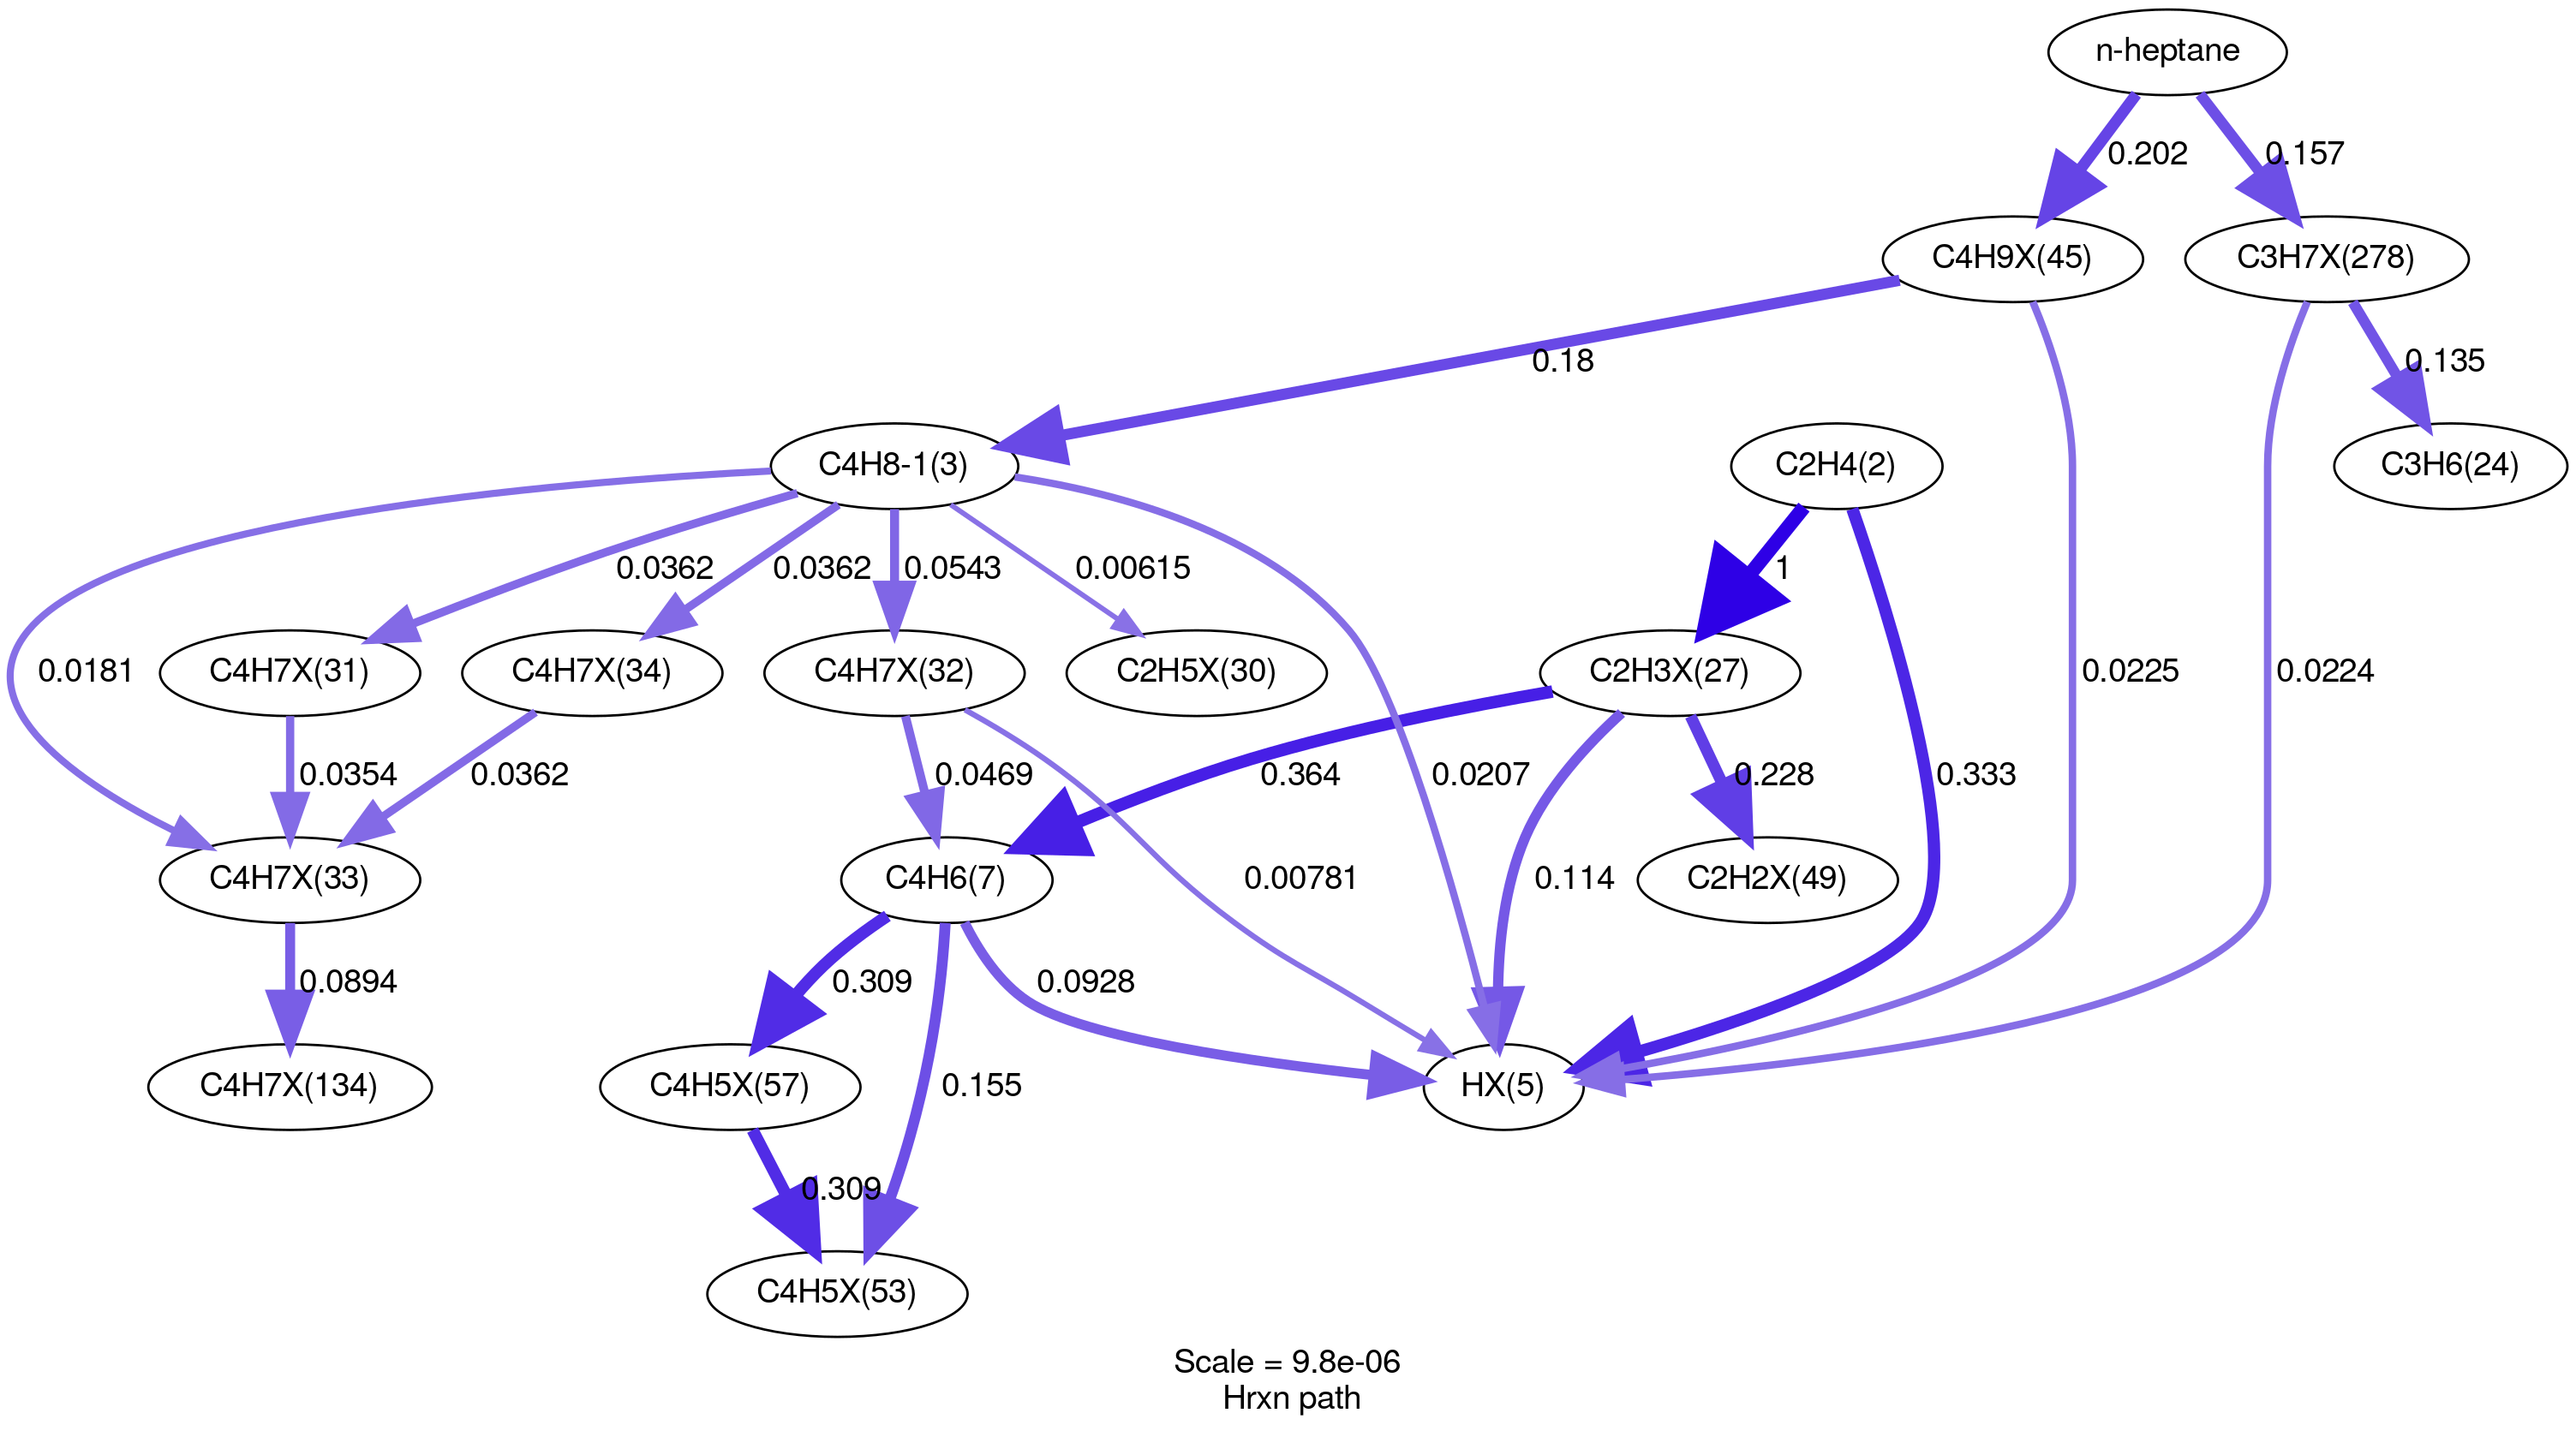 n-heptane
0.202
0.157
C4H9X(45)
C3H7X(278)
0.18
0.135
C4H8-1(3)
C2H4(2)
C3H6(24)
0.0362
0.0362
0.0543
0.00615
1
0.0181
C4H7X(31)
C4H7X(34)
C4H7X(32)
C2H5X(30)
C2H3X(27)
0.0225
0.0224
0.0354
0.0362
0.0469
0.364
0.0207
0.228
0.333
C4H7X(33)
C4H6(7)
0.00781
0.114
C2H2X(49)
0.0894
0.309
0.0928
C4H7X(134)
C4H5X(57)
0.155
HX(5)
0.309
C4H5X(53)
Scale = 9.8e-06
Hrxn path